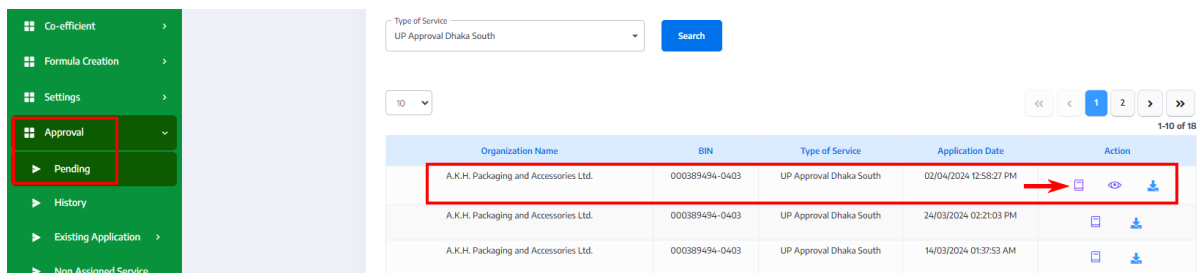 Co-efficient
Formula Creation
Settings
Approval
Pending
History
Existing Application
Non Assigned Service
Type of Service
UP Approval Dhaka South
Search
10
1 2
1-10 of 18
Organization Name BIN Type of Service Application Date Action
A.K.H. Packaging and Accessories Ltd. 000389494-0403 UP Approval Dhaka South 02/04/2024 12:58:27 PM
A.K.H. Packaging and Accessories Ltd. 000389494-0403 UP Approval Dhaka South 24/03/2024 02:21:03 PM
A.K.H. Packaging and Accessories Ltd. 000389494-0403 UP Approval Dhaka South 14/03/2024 01:37:53 AM